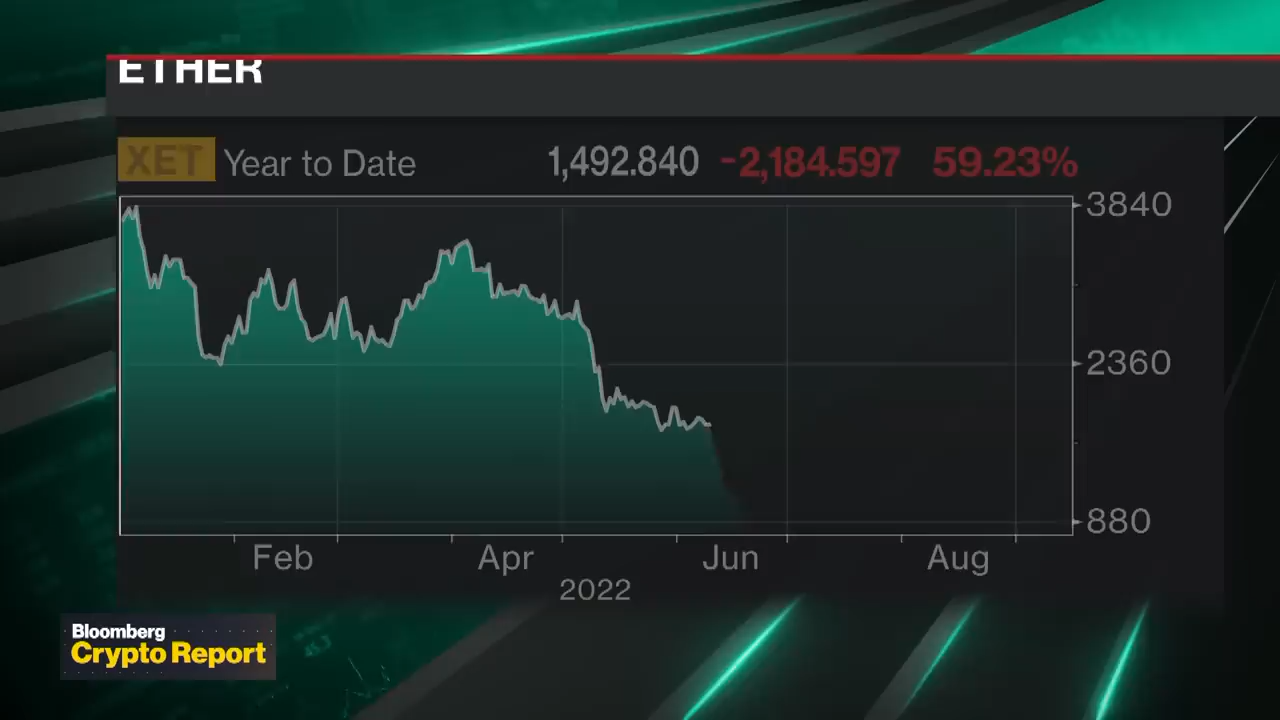 ETHER
XET Year to Date 1,492.840 -2,184.597 59.23%
3840
2360
880
Feb Apr Jun Aug
2022
Bloomberg
Crypto Report